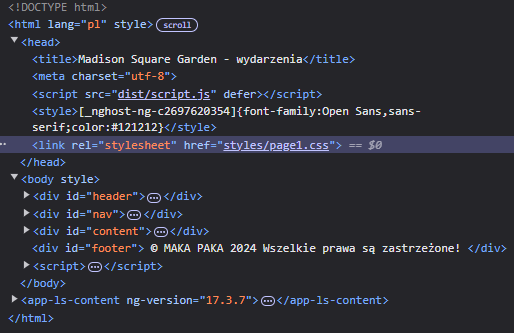 <!DOCTYPE html>
<html lang="pl" style> scroll
<head>
<title>Madison Square Garden - wydarzenia</title>
<meta charset="utf-8">
<script src="dist/script.js" defer></script>
<style>[_nghost-ng-c2697620354]{font-family:Open Sans,sans-
serif;color:#121212}</style>
<link rel="stylesheet" href="styles/page1.css"> == $0
</head>
<body style>
<div id="header">…</div>
<div id="nav">…</div>
<div id="content">…</div>
<div id="footer"> © MAKA PAKA 2024 Wszelkie prawa są zastrzeżone! </div>
<script>…</script>
</body>
<app-ls-content ng-version="17.3.7">…</app-ls-content>
</html>